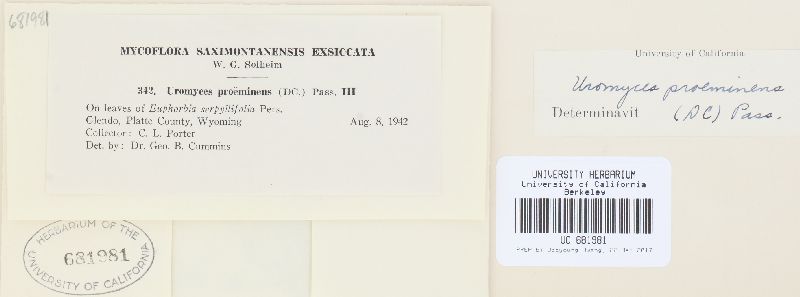 681981
MYCOFLORA SAXIMONTANENSIS EXSICCATA
W. G. Solheim
342. Uromyces proëminens (DC.) Pass. III
On leaves of Euphorbia serpyllifolia Pers.
Glendo, Platte County, Wyoming Aug. 8, 1942
Collector: C. L. Porter
Det. by: Dr. Geo. B. Cummins
University of California
Uromyces proëminens
Determinavit (DC) Pass.
UNIVERSITY HERBARIUM
University of California
Berkeley
UC 681981
HERBARIUM OF THE
681981
UNIVERSITY OF CALIFORNIA